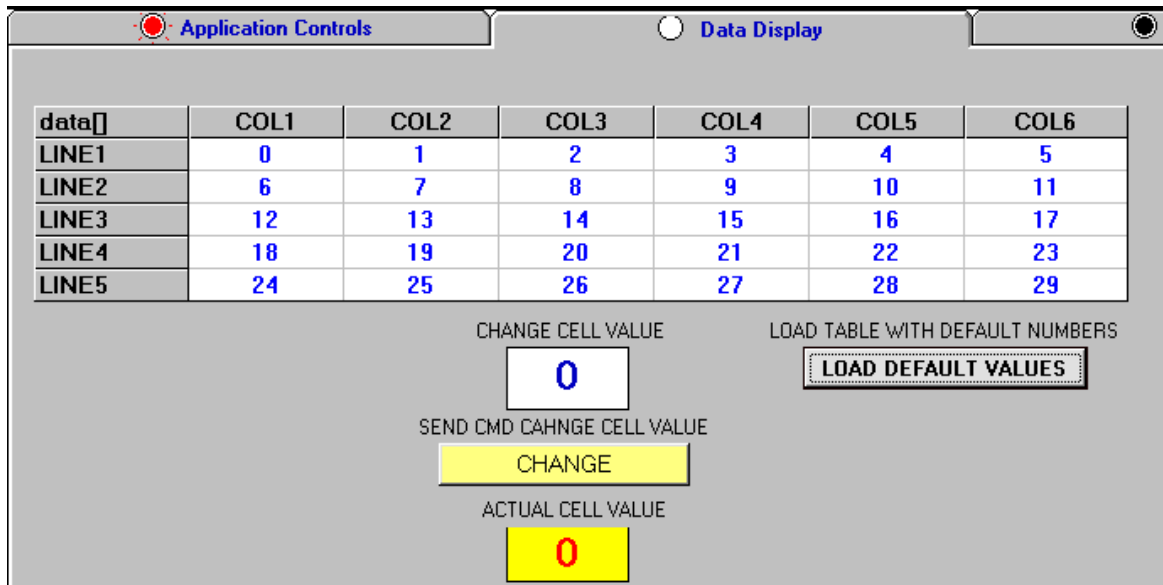 Application Controls Data Display
data[] COL1 COL2 COL3 COL4 COL5 COL6
LINE1 0 1 2 3 4 5
LINE2 6 7 8 9 10 11
LINE3 12 13 14 15 16 17
LINE4 18 19 20 21 22 23
LINE5 24 25 26 27 28 29
CHANGE CELL VALUE LOAD TABLE WITH DEFAULT NUMBERS
0 LOAD DEFAULT VALUES
SEND CMD CAHNGE CELL VALUE
CHANGE
ACTUAL CELL VALUE
0